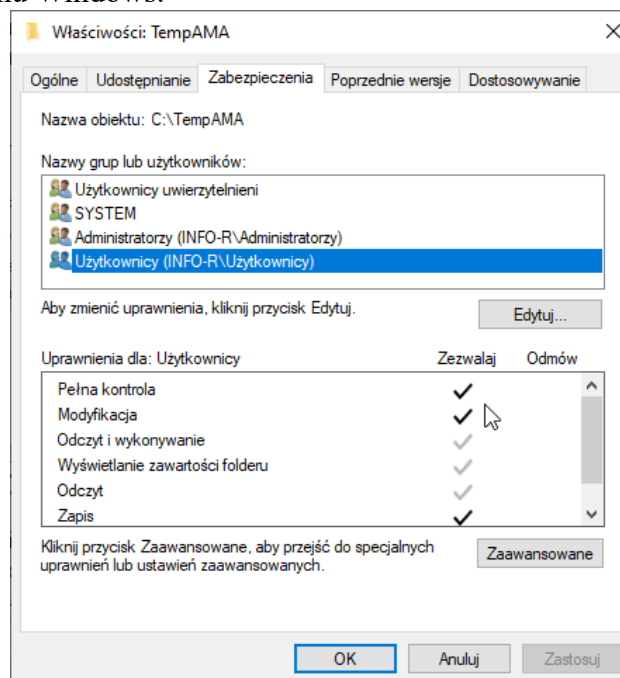 Windows.
Właściwości: TempAMA
Ogólne Udostępnianie Zabezpieczenia Poprzednie wersje Dostosowywanie
Nazwa obiektu: C:\TempAMA
Nazwy grup lub użytkowników:
Użytkownicy uwierzytelnieni
SYSTEM
Administratorzy (INFO-R\Administratorzy)
Użytkownicy (INFO-R\Użytkownicy)
Aby zmienić uprawnienia, kliknij przycisk Edytuj.
Edytuj...
Uprawnienia dla: Użytkownicy Zezwalaj Odmów
Pełna kontrola
Modyfikacja
Odczyt i wykonywanie
Wyświetlanie zawartości folderu
Odczyt
Zapis
Kliknij przycisk Zaawansowane, aby przejść do specjalnych
uprawnień lub ustawień zaawansowanych.
Zaawansowane
OK Anuluj Zastosuj